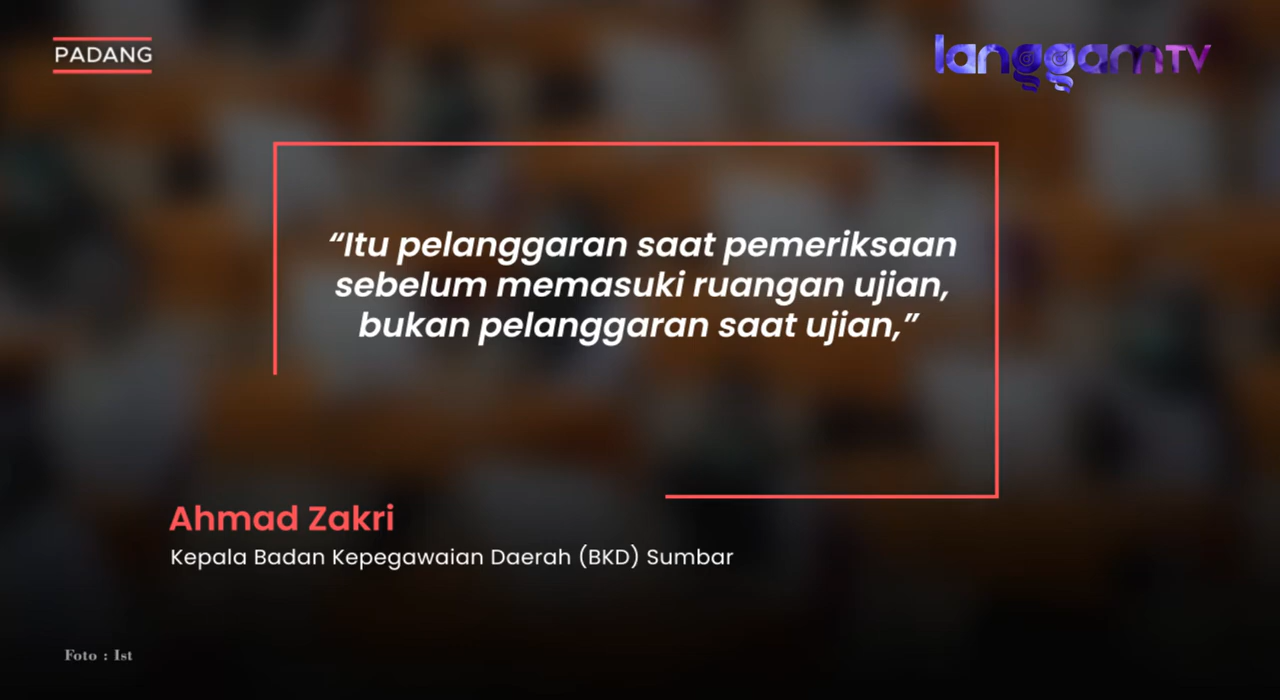 PADANG
langgamTV
“Itu pelanggaran saat pemeriksaan
sebelum memasuki ruangan ujian,
bukan pelanggaran saat ujian,”
Ahmad Zakri
Kepala Badan Kepegawaian Daerah (BKD) Sumbar
Foto : Ist